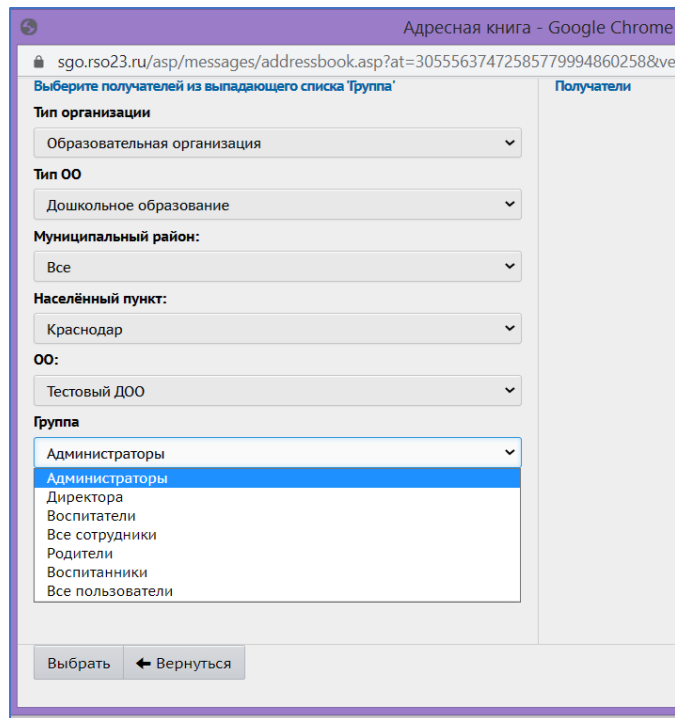 Адресная книга - Google Chrome
sgo.rso23.ru/asp/messages/addressbook.asp?at=30555637472585779994860258&ve
Выберите получателей из выпадающего списка 'Группа'
Получатели
Тип организации
Образовательная организация
Тип ОО
Дошкольное образование
Муниципальный район:
Все
Населённый пункт:
Краснодар
ОО:
Тестовый ДОО
Группа
Администраторы
Администраторы
Директора
Воспитатели
Все сотрудники
Родители
Воспитанники
Все пользователи
Выбрать
Вернуться